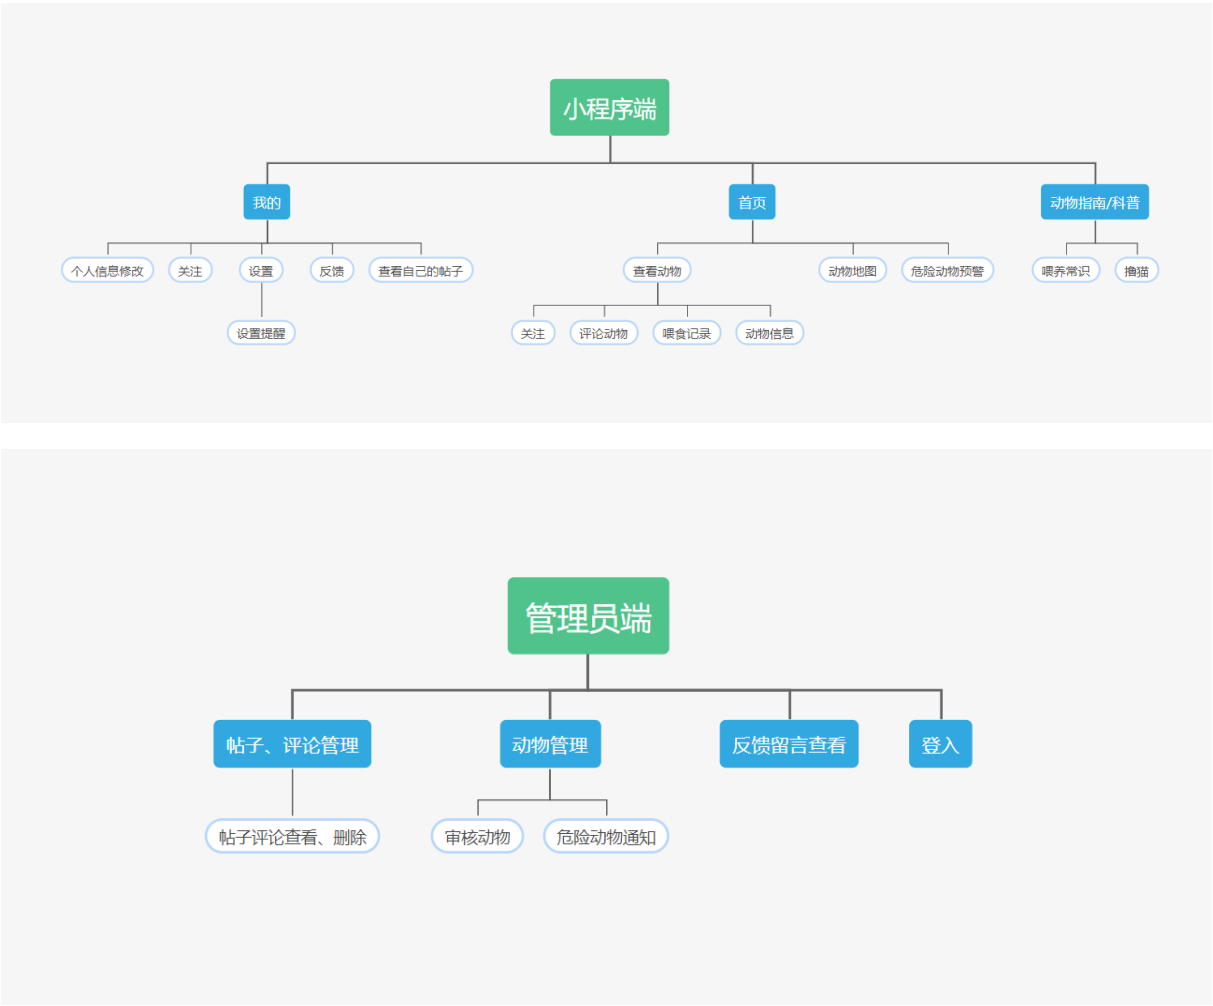 小程序端
我的
首页
动物指南/科普
个人信息修改
关注
设置
反馈
查看自己的帖子
查看动物
动物地图
危险动物预警
喂养常识
撸猫
设置提醒
关注
评论动物
喂食记录
动物信息
管理员端
帖子、评论管理
动物管理
反馈留言查看
登入
帖子评论查看、删除
审核动物
危险动物通知